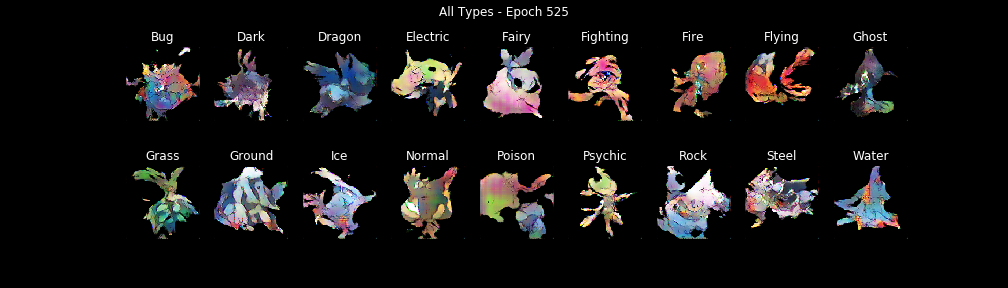 All Types - Epoch 525
Bug Dark Dragon Electric Fairy Fighting Fire Flying Ghost
Grass Ground Ice Normal Poison Psychic Rock Steel Water